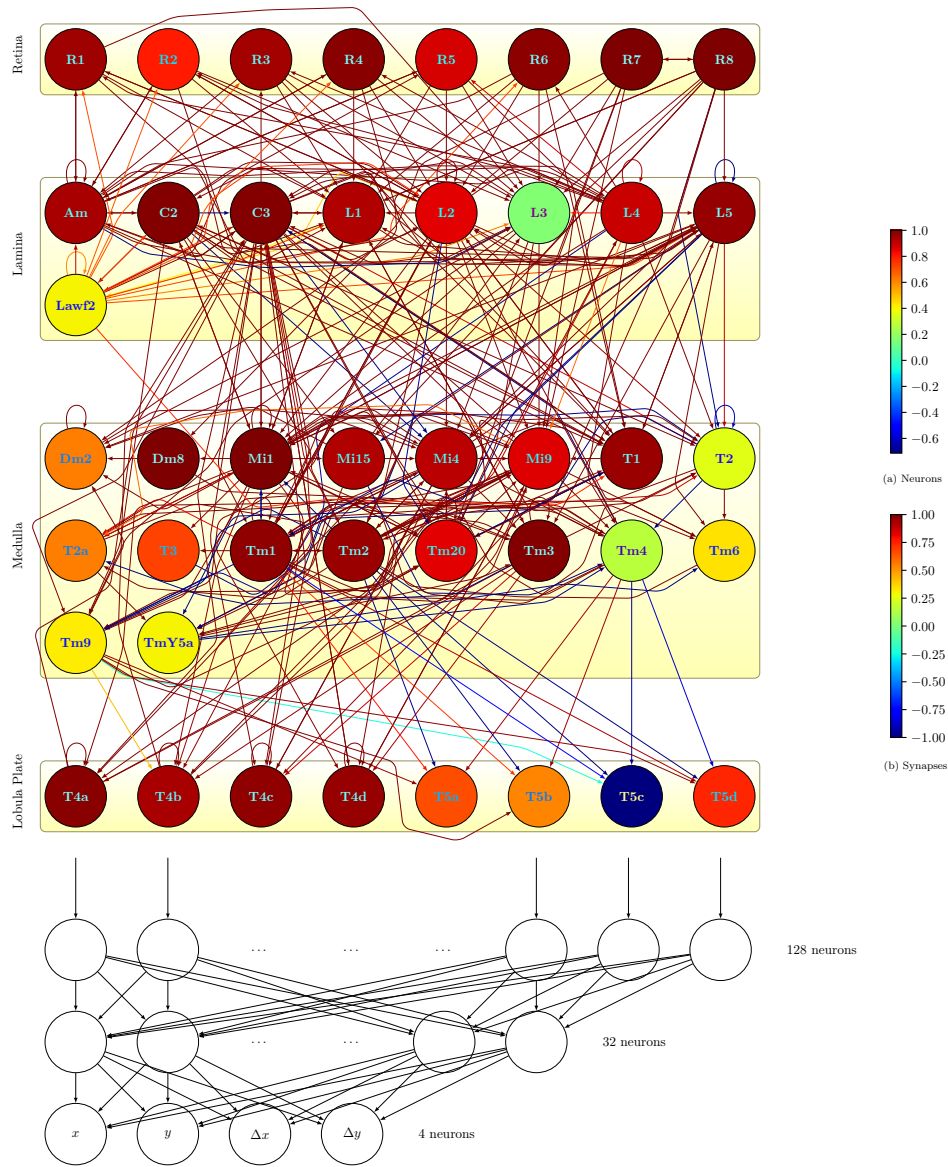 Retina
R1 R2 R3 R4 R5 R6 R7 R8
Lamina
Am C2 C3 L1 L2 L3 L4 L5
Lawf2
Medulla
Dm2 Dm8 Mi1 Mi15 Mi4 Mi9 T1 T2
T2a T3 Tm1 Tm2 Tm20 Tm3 Tm4 Tm6
Tm9 TmY5a
Lobula Plate
T4a T4b T4c T4d T5a T5b T5c T5d
1.0
0.8
0.6
0.4
0.2
0.0
−0.2
−0.4
−0.6
(a) Neurons
1.00
0.75
0.50
0.25
0.00
−0.25
−0.50
−0.75
−1.00
(b) Synapses
... ... ... 128 neurons
... ... 32 neurons
x y Δx Δy 4 neurons